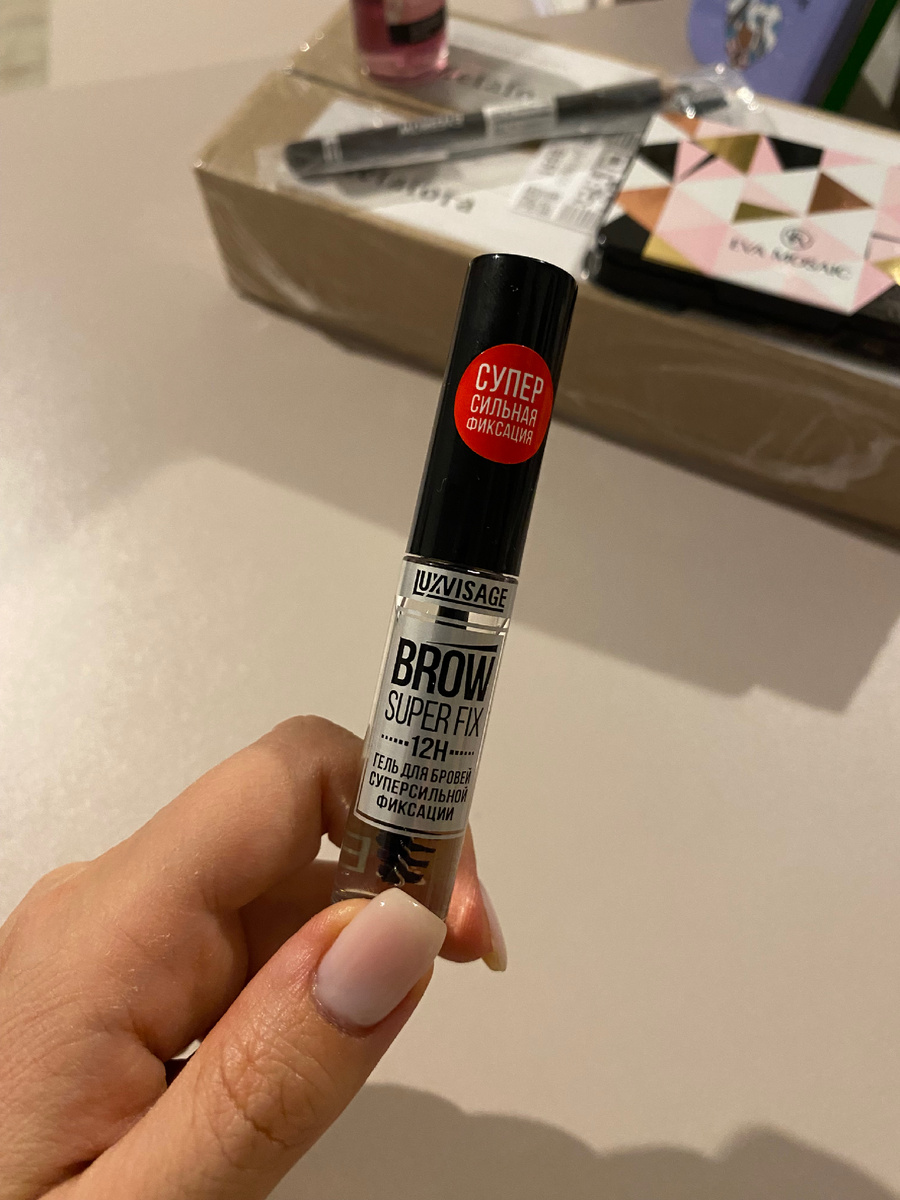 EVA MOSAIC
СУПЕР
СИЛЬНАЯ
ФИКСАЦИЯ
LUXVISAGE
BROW
SUPER FIX
12H
ГЕЛЬ ДЛЯ БРОВЕЙ
СУПЕРСИЛЬНОЙ
ФИКСАЦИИ